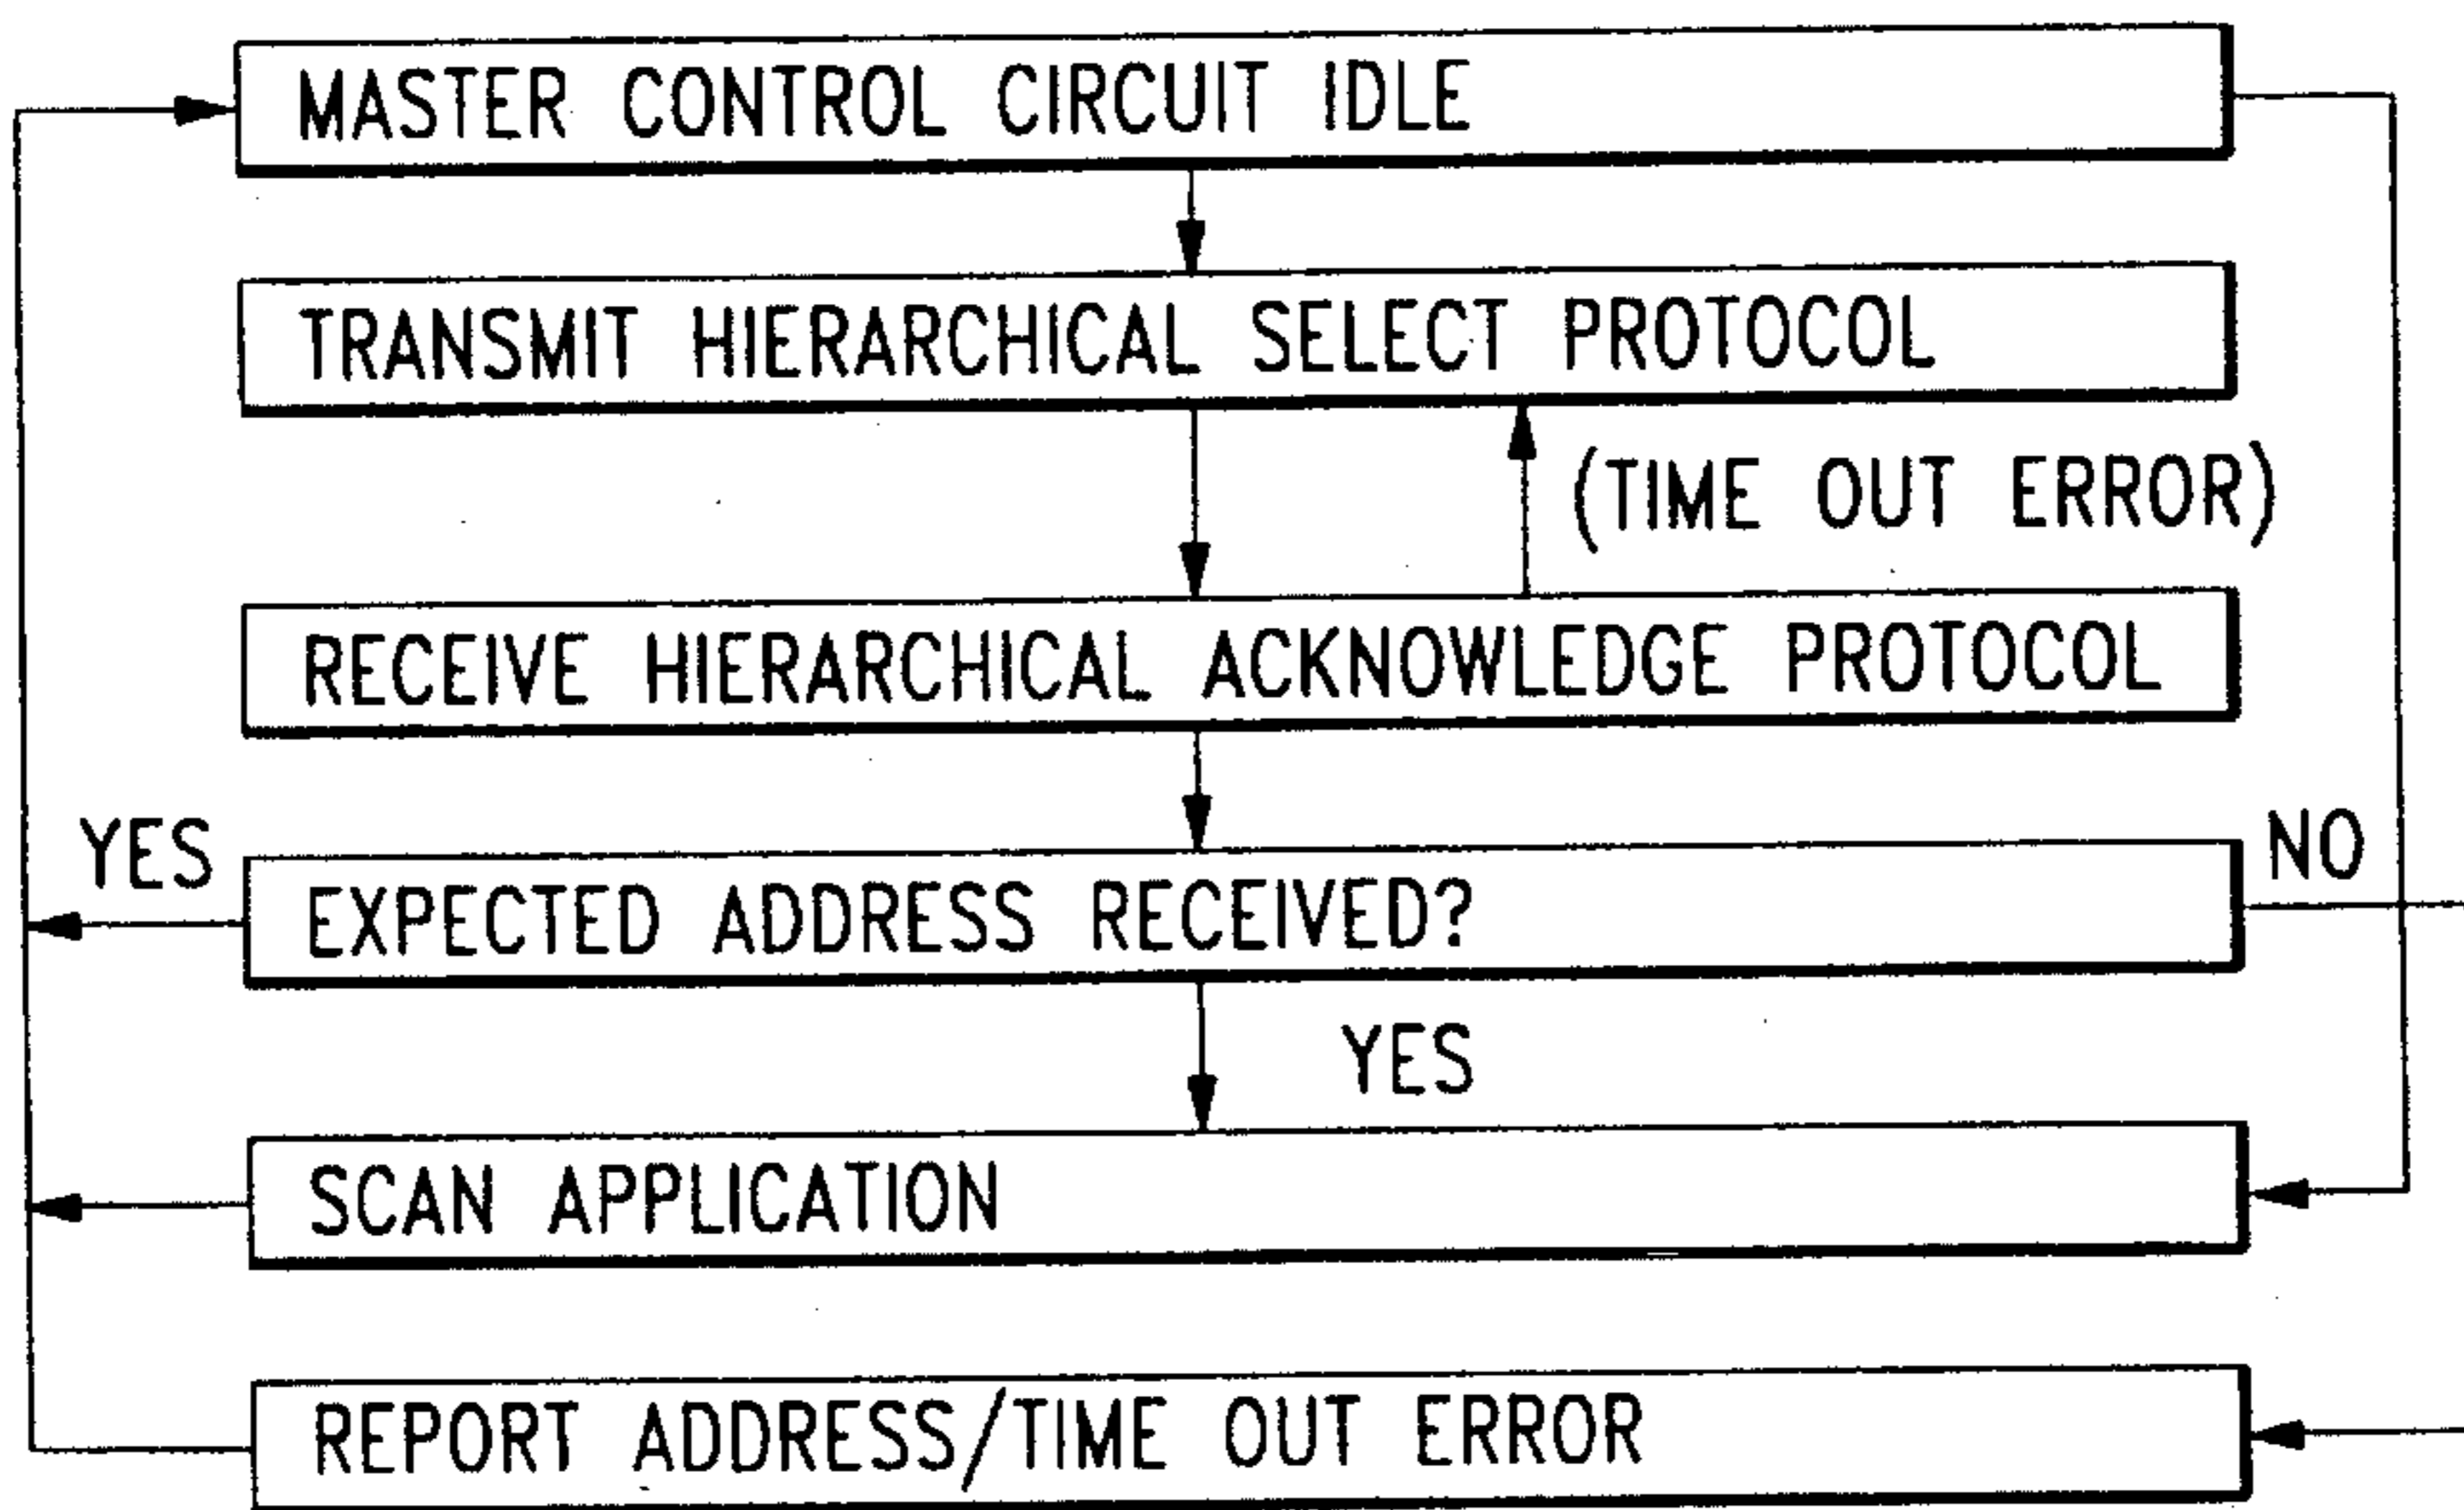 MASTER CONTROL CIRCUIT IDLE
TRANSMIT HIERARCHICAL SELECT PROTOCOL
(TIME OUT ERROR)
RECEIVE HIERARCHICAL ACKNOWLEDGE PROTOCOL
YES
NO
EXPECTED ADDRESS RECEIVED?
YES
SCAN APPLICATION
REPORT ADDRESS/TIME OUT ERROR